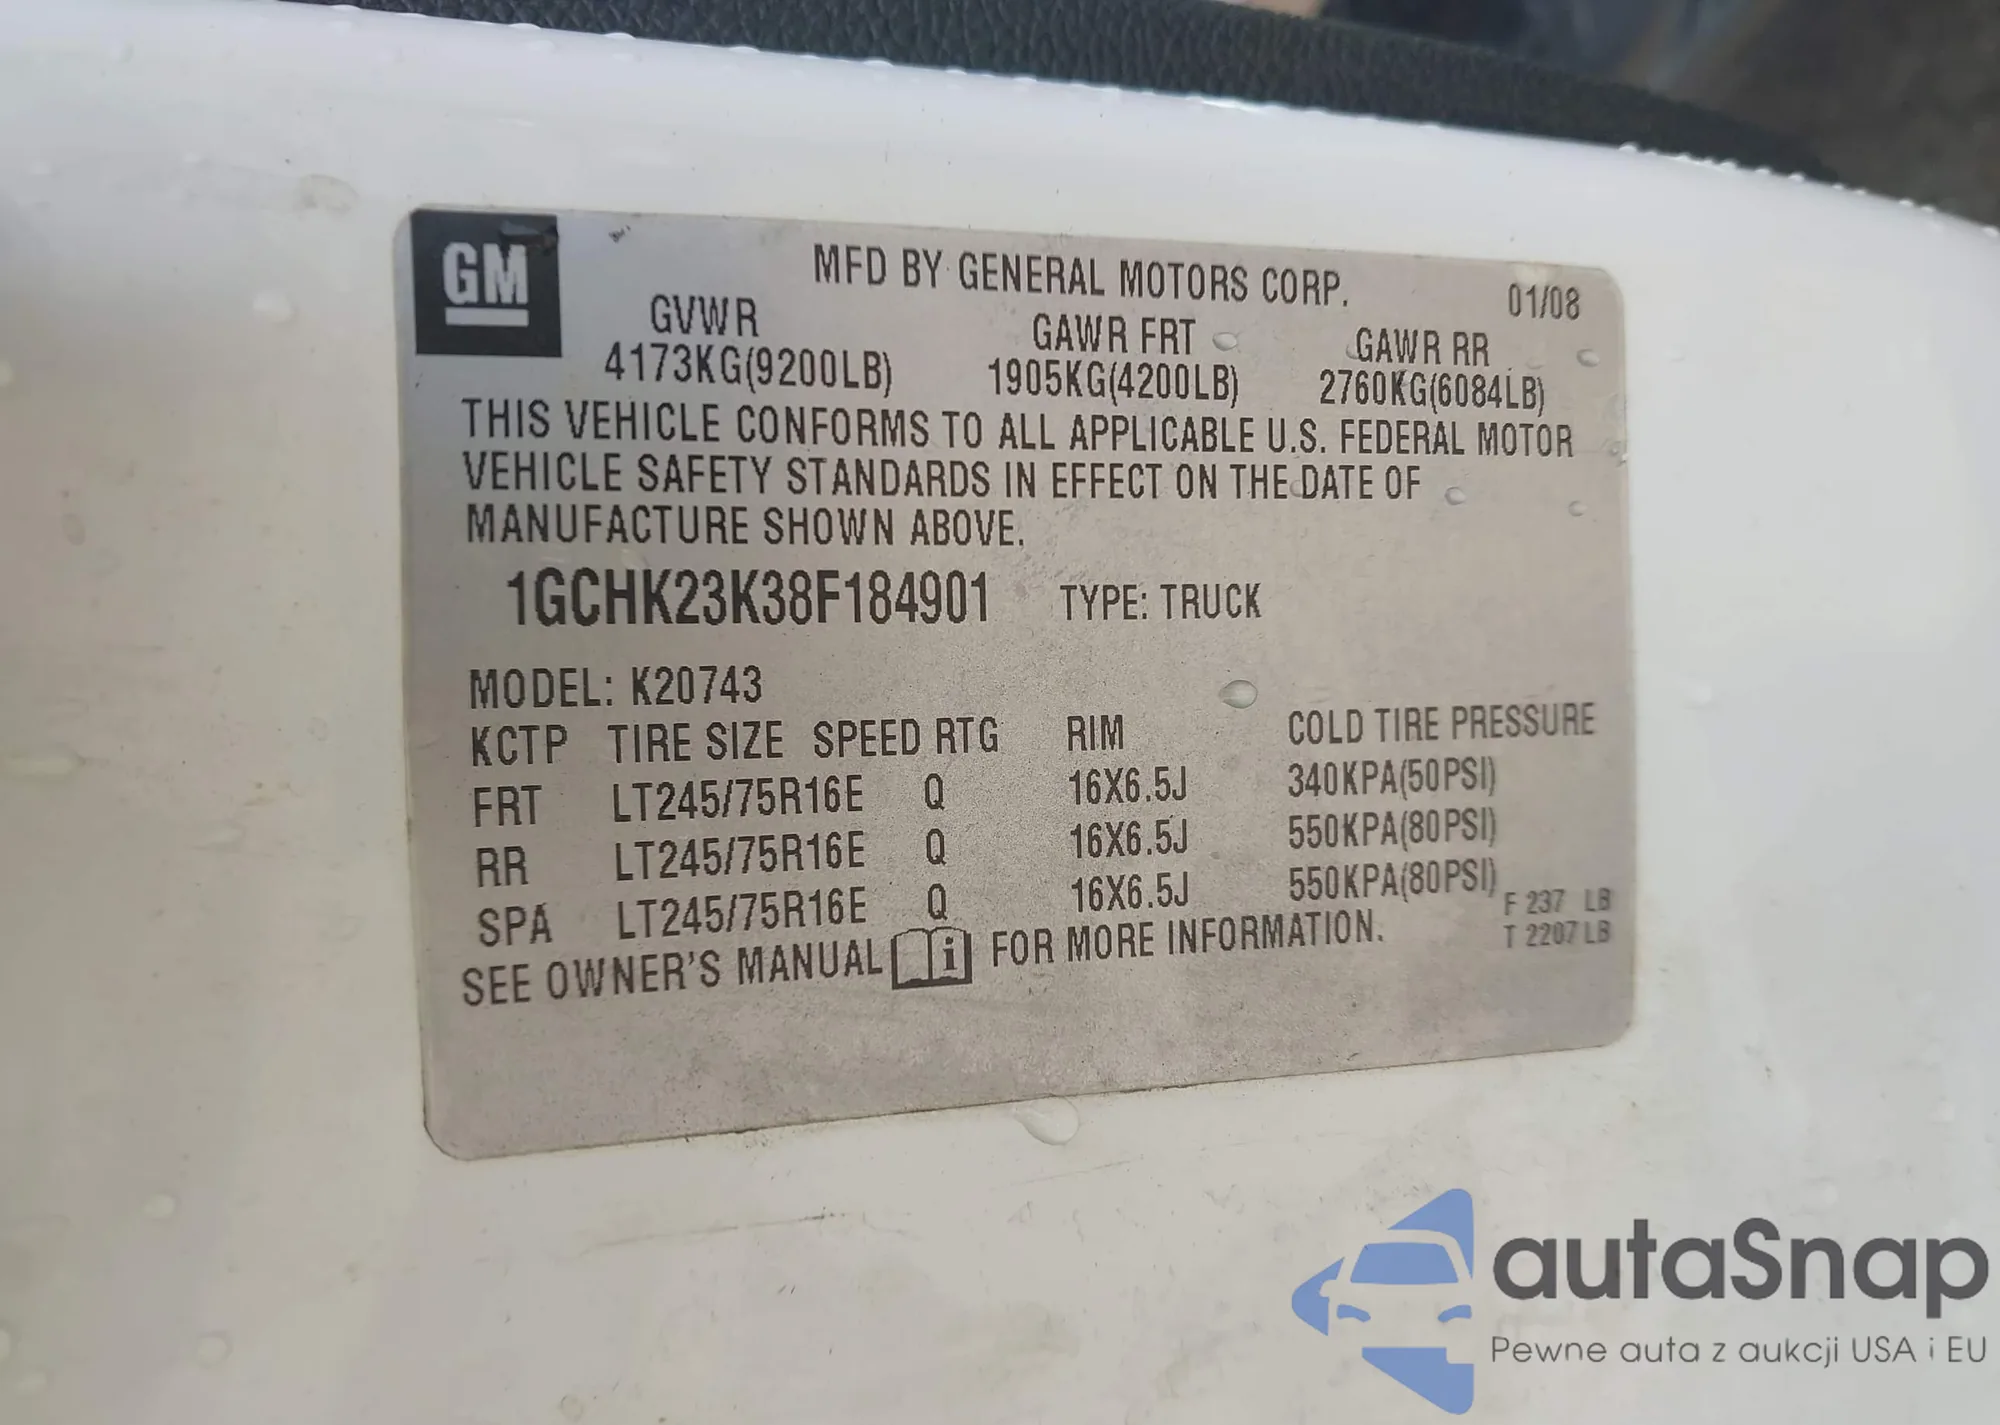 GM
MFD BY GENERAL MOTORS CORP. 01/08
GVWR GAWR FRT GAWR RR
4173KG(9200LB) 1905KG(4200LB) 2760KG(6084LB)
THIS VEHICLE CONFORMS TO ALL APPLICABLE U.S. FEDERAL MOTOR
VEHICLE SAFETY STANDARDS IN EFFECT ON THE DATE OF
MANUFACTURE SHOWN ABOVE.
1GCHK23K38F184901 TYPE: TRUCK
MODEL: K20743
KCTP TIRE SIZE SPEED RTG RIM COLD TIRE PRESSURE
FRT LT245/75R16E Q 16X6.5J 340KPA(50PSI)
RR LT245/75R16E Q 16X6.5J 550KPA(80PSI)
SPA LT245/75R16E Q 16X6.5J 550KPA(80PSI)
F 237 LB
T 2207 LB
SEE OWNER'S MANUAL i FOR MORE INFORMATION.
autaSnap
Pewne auta z aukcji USA i EU